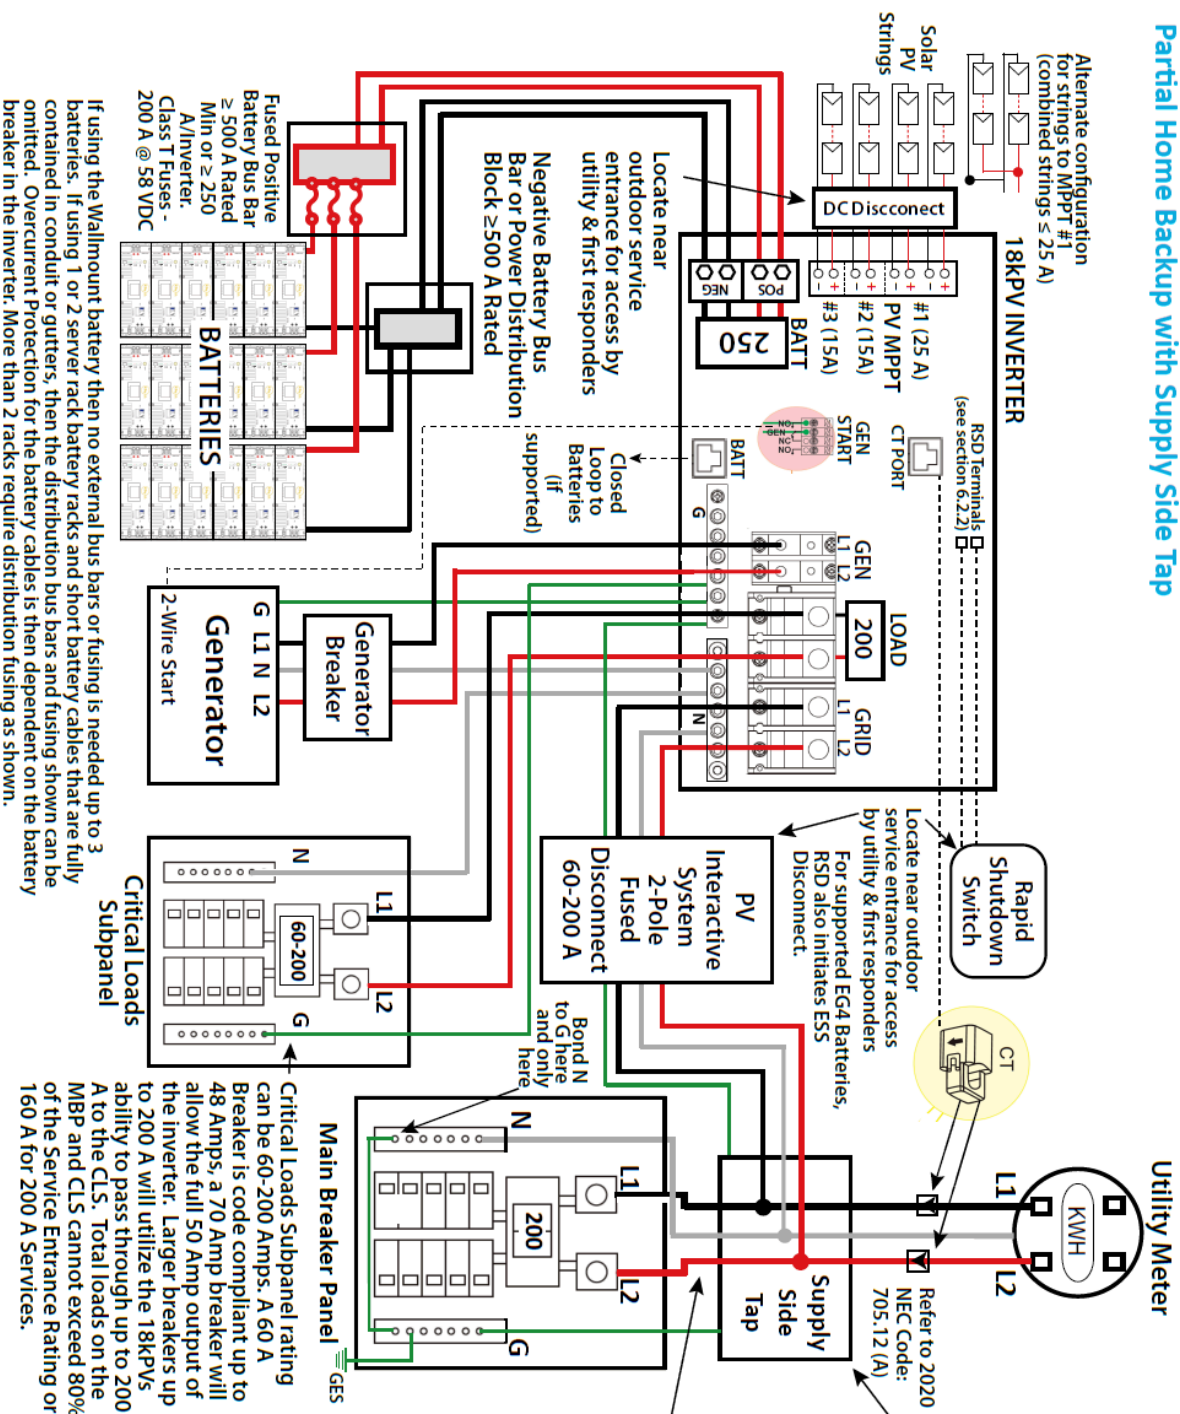 Partial Home Backup with Supply Side Tap
Alternate configuration
for strings to MPPT #1
(combined strings ≤ 25 A)
Solar
PV
Strings
DC Discconect
18kPV INVERTER
#1 (25 A)
PV MPPT
#2 (15A)
#3 (15A)
- + - + - + - +
POS
NEG
BATT
250
RSD Terminals
(see section 6.2.2)
CT PORT
GEN
START
NO
GEN
NC
NO
BATT
Closed
Loop to
Batteries
(if
supported)
Locate near
outdoor service
entrance for access by
utility & first responders
Negative Battery Bus
Bar or Power Distribution
Block ≥500 A Rated
Fused Positive
Battery Bus Bar
≥ 500 A Rated
Min or ≥ 250
A/Inverter.
Class T Fuses -
200 A @ 58 VDC
BATTERIES
If using the Wallmount battery then no external bus bars or fusing is needed up to 3
batteries. If using 1 or 2 server rack battery racks and short battery cables that are fully
contained in conduit or gutters, then the distribution bus bars and fusing shown can be
omitted. Overcurrent Protection for the battery cables is then dependent on the battery
breaker in the inverter. More than 2 racks require distribution fusing as shown.
G
GEN
L1 L2
LOAD
200
GRID
L1 L2
N
G L1 N L2
2-Wire Start
Generator
Generator
Breaker
Rapid
Shutdown
Switch
Locate near outdoor
service entrance for access
by utility & first responders
For supported EG4 Batteries,
RSD also initiates ESS
Disconnect.
PV
Interactive
System
2-Pole
Fused
Disconnect
60-200 A
N
L1
60-200
L2
G
Critical Loads
Subpanel
Critical Loads Subpanel rating
can be 60-200 Amps. A 60 A
Breaker is code compliant up to
48 Amps, a 70 Amp breaker will
allow the full 50 Amp output of
the inverter. Larger breakers up
to 200 A will utilize the 18kPVs
ability to pass through up to 200
A to the CLS. Total loads on the
MBP and CLS cannot exceed 80%
of the Service Entrance Rating or
160 A for 200 A Services.
Bond N
to G here
and only
here
N
L1
200
L2
G
Main Breaker Panel
GES
CT
Utility Meter
L1
KWH
L2
Supply
Side
Tap
Refer to 2020
NEC Code:
705.12 (A)